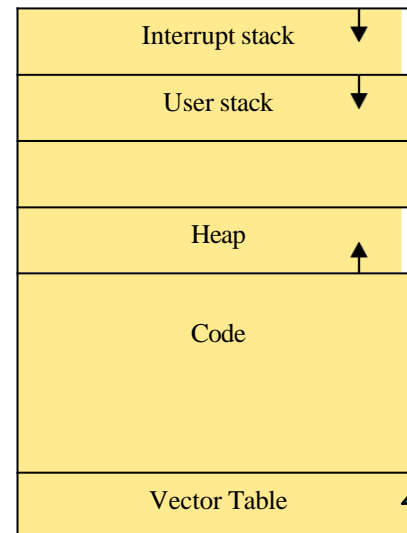 Interrupt stack
User stack
Heap
Code
Vector Table